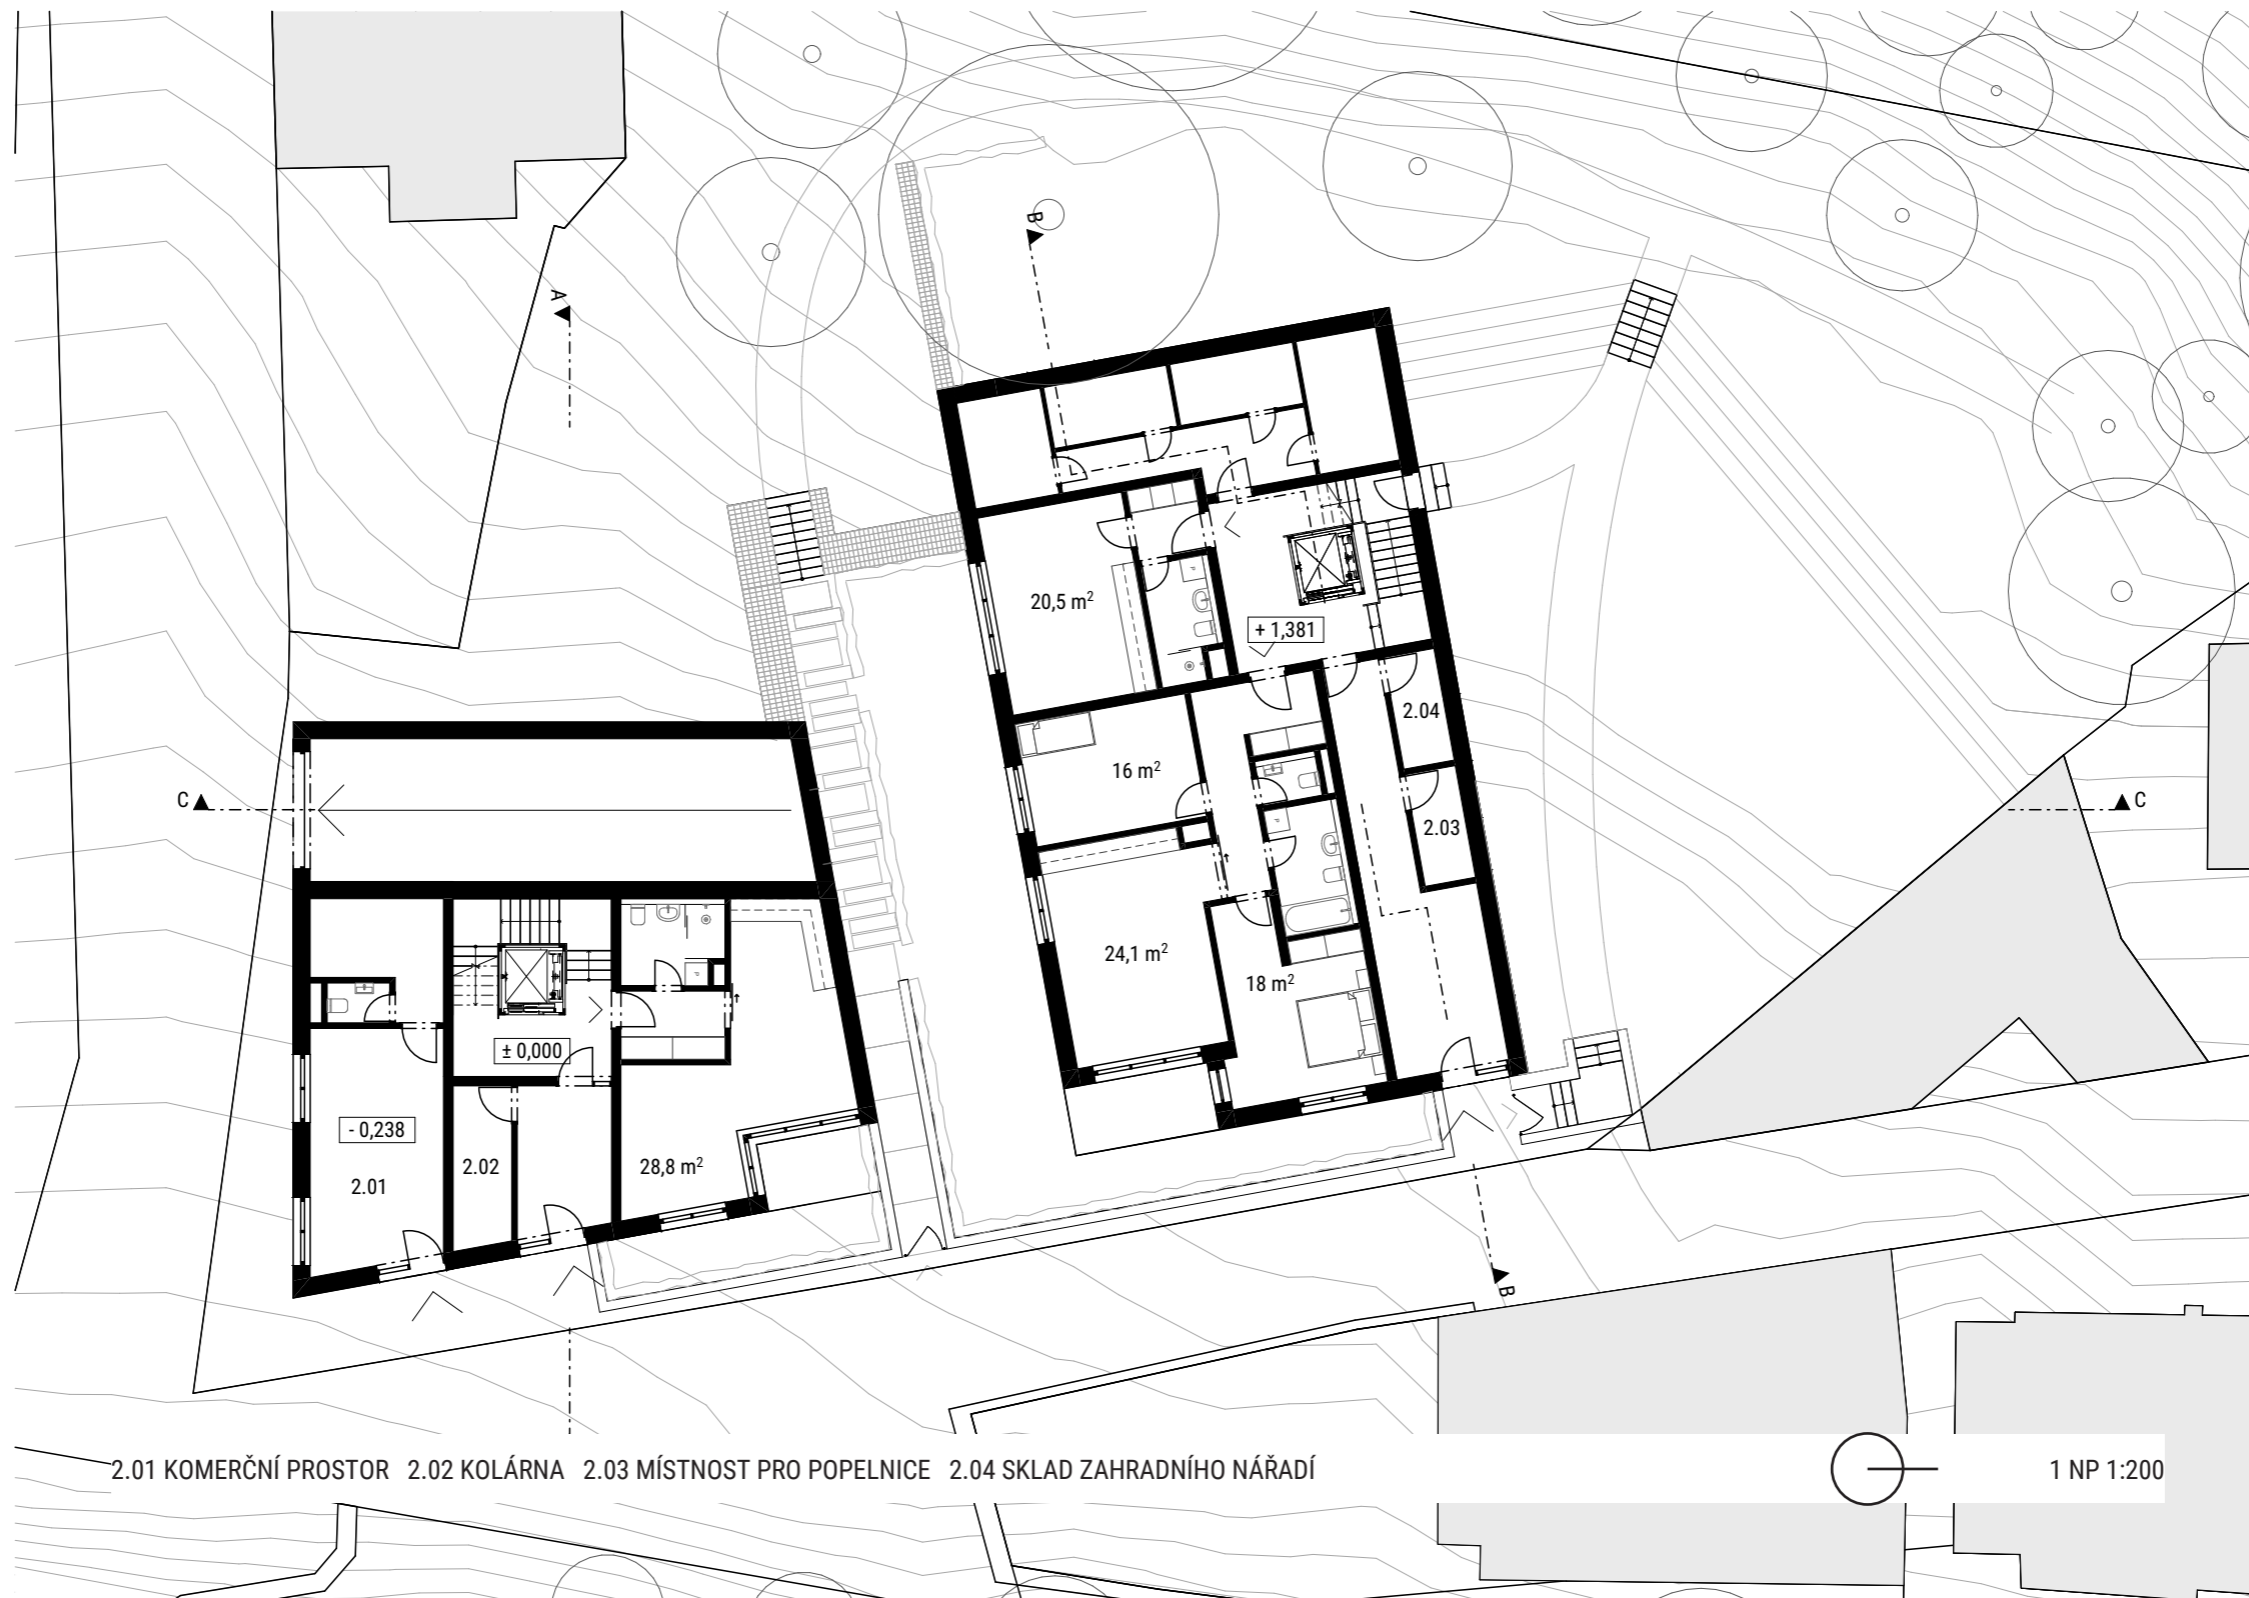 B
A
20,5 m²
+ 1,381
2.04
16 m²
C
C
2.03
24,1 m²
18 m²
± 0,000
- 0,238
2.02
28,8 m²
2.01
B
2.01 KOMERČNÍ PROSTOR 2.02 KOLÁRNA 2.03 MÍSTNOST PRO POPELNICE 2.04 SKLAD ZAHRADNÍHO NÁŘADÍ
1 NP 1:200